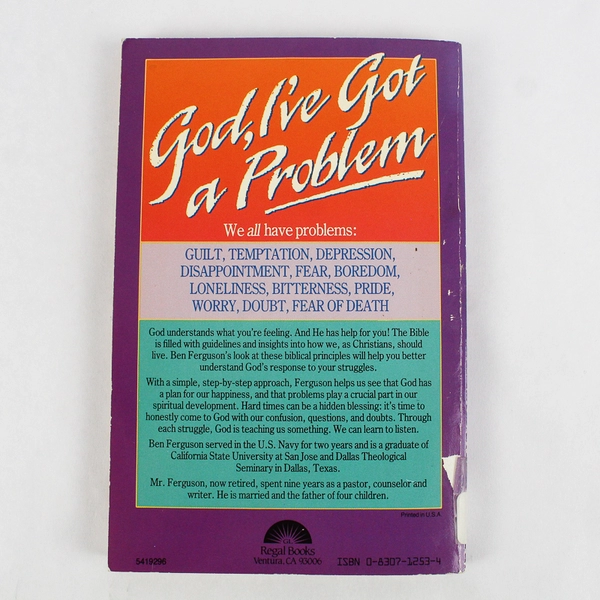 God, I've Got
a Problem
We all have problems:
GUILT, TEMPTATION, DEPRESSION,
DISAPPOINTMENT, FEAR, BOREDOM,
LONELINESS, BITTERNESS, PRIDE,
WORRY, DOUBT, FEAR OF DEATH
God understands what you're feeling. And He has help for you! The Bible
is filled with guidelines and insights into how we, as Christians, should
live. Ben Ferguson's look at these biblical principles will help you better
understand God's response to your struggles.
With a simple, step-by-step approach, Ferguson helps us see that God has
a plan for our happiness, and that problems play a crucial part in our
spiritual development. Hard times can be a hidden blessing: it's time to
honestly come to God with our confusion, questions, and doubts. Through
each struggle, God is teaching us something. We can learn to listen.
Ben Ferguson served in the U.S. Navy for two years and is a graduate of
California State University at San Jose and Dallas Theological
Seminary in Dallas, Texas.
Mr. Ferguson, now retired, spent nine years as a pastor, counselor and
writer. He is married and the father of four children.
Printed in U.S.A.
GL
Regal Books
Ventura, CA 93006
5419296
ISBN 0-8307-1253-4